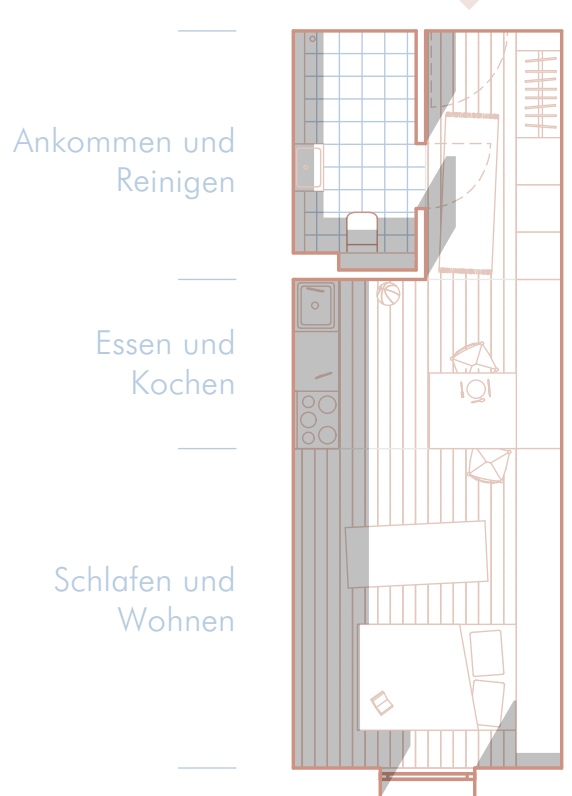 Ankommen und
Reinigen
Essen und
Kochen
Schlafen und
Wohnen